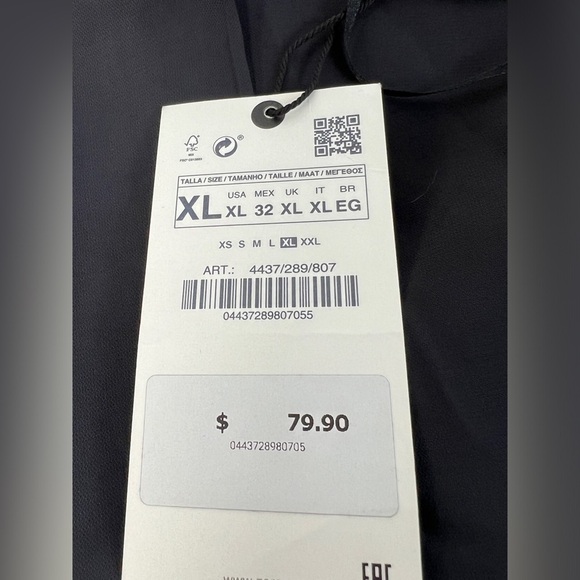 FSC
TALLA / SIZE / TAMANHO / TAILLE / MAAT / ΜΕΓΕΘΟΣ
USA MEX UK IT BR
XL XL 32 XL XL EG
XS S M L XL XXL
ART.: 4437/289/807
04437289807055
$ 79.90
0443728980705
EAC